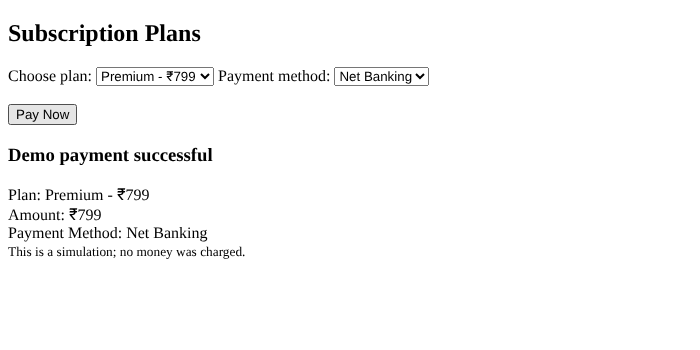 Subscription Plans
Choose plan: Premium - ₹799 Payment method: Net Banking
Pay Now
Demo payment successful
Plan: Premium - ₹799
Amount: ₹799
Payment Method: Net Banking
This is a simulation; no money was charged.